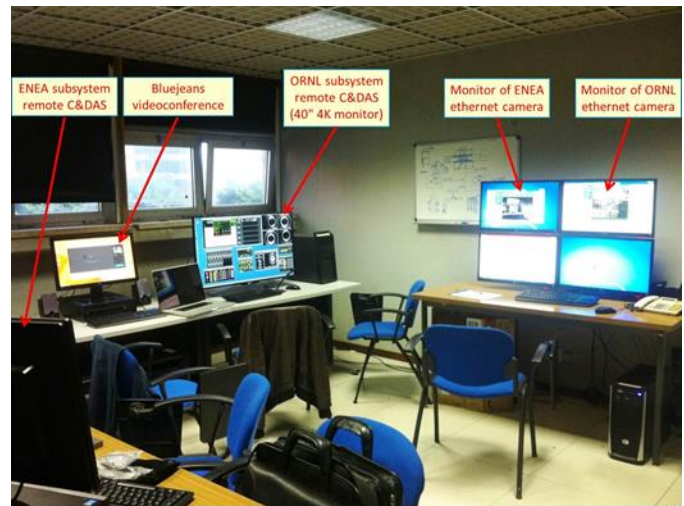 ENEA subsystem
remote C&DAS
Bluejeans
videoconference
ORNL subsystem
remote C&DAS
(40" 4K monitor)
Monitor of ENEA
ethernet camera
Monitor of ORNL
ethernet camera